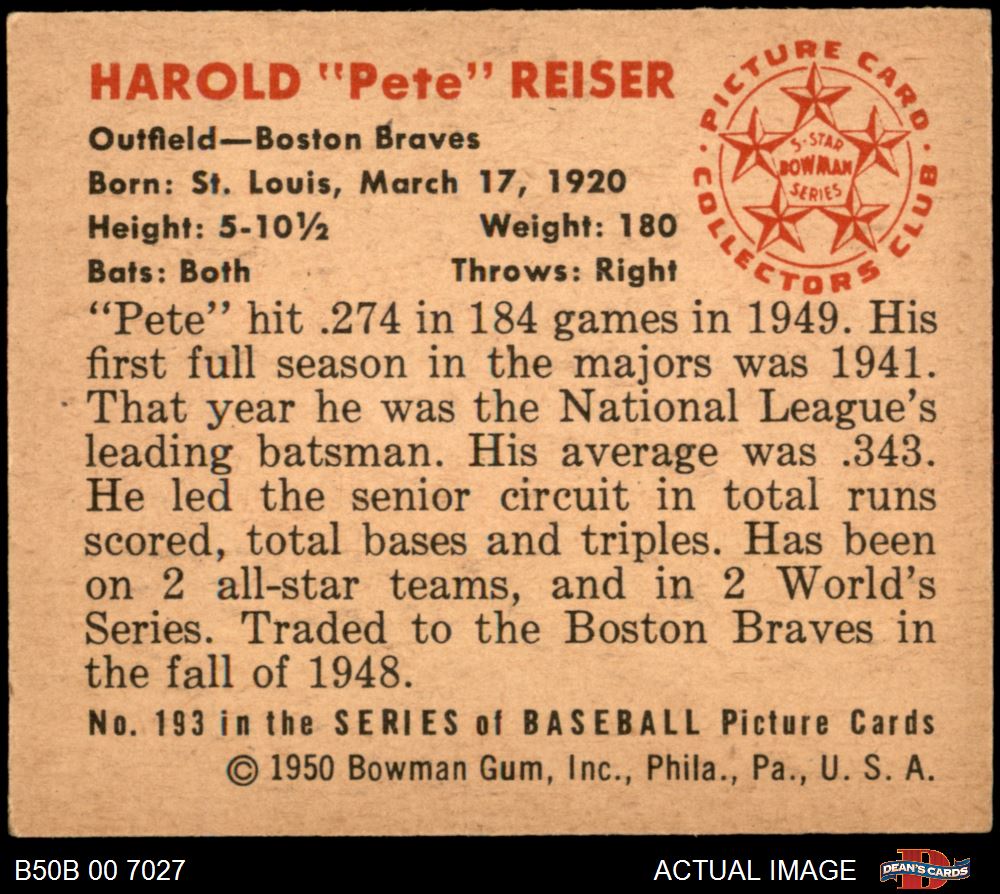 HAROLD "Pete" REISER
Outfield—Boston Braves
Born: St. Louis, March 17, 1920
Height: 5-10½ Weight: 180
Bats: Both Throws: Right
PICTURE CARD COLLECTORS CLUB
5-STAR
BOWMAN
SERIES
"Pete" hit .274 in 184 games in 1949. His
first full season in the majors was 1941.
That year he was the National League's
leading batsman. His average was .343.
He led the senior circuit in total runs
scored, total bases and triples. Has been
on 2 all-star teams, and in 2 World's
Series. Traded to the Boston Braves in
the fall of 1948.
No. 193 in the SERIES of BASEBALL Picture Cards
© 1950 Bowman Gum, Inc., Phila., Pa., U. S. A.
B50B 00 7027 ACTUAL IMAGE DEAN'S CARDS